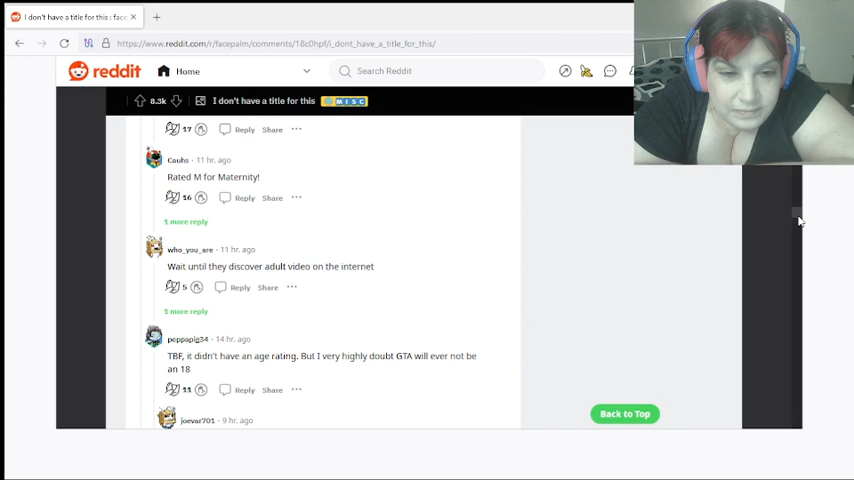 I don't have a title for this : face
https://www.reddit.com/r/facepalm/comments/18c0hpf/i_dont_have_a_title_for_this/
reddit
Home
Search Reddit
8.3k
I don't have a title for this
MISC
17 Reply Share
Cauhs · 11 hr. ago
Rated M for Maternity!
16 Reply Share
1 more reply
who_you_are · 11 hr. ago
Wait until they discover adult video on the internet
5 Reply Share
1 more reply
peppapig34 · 14 hr. ago
TBF, it didn't have an age rating. But I very highly doubt GTA will ever not be
an 18
11 Reply Share
Back to Top
joevar701 · 9 hr. ago